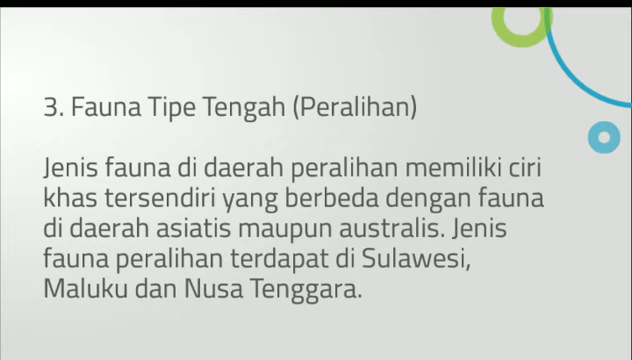 3. Fauna Tipe Tengah (Peralihan)
Jenis fauna di daerah peralihan memiliki ciri
khas tersendiri yang berbeda dengan fauna
di daerah asiatis maupun australis. Jenis
fauna peralihan terdapat di Sulawesi,
Maluku dan Nusa Tenggara.